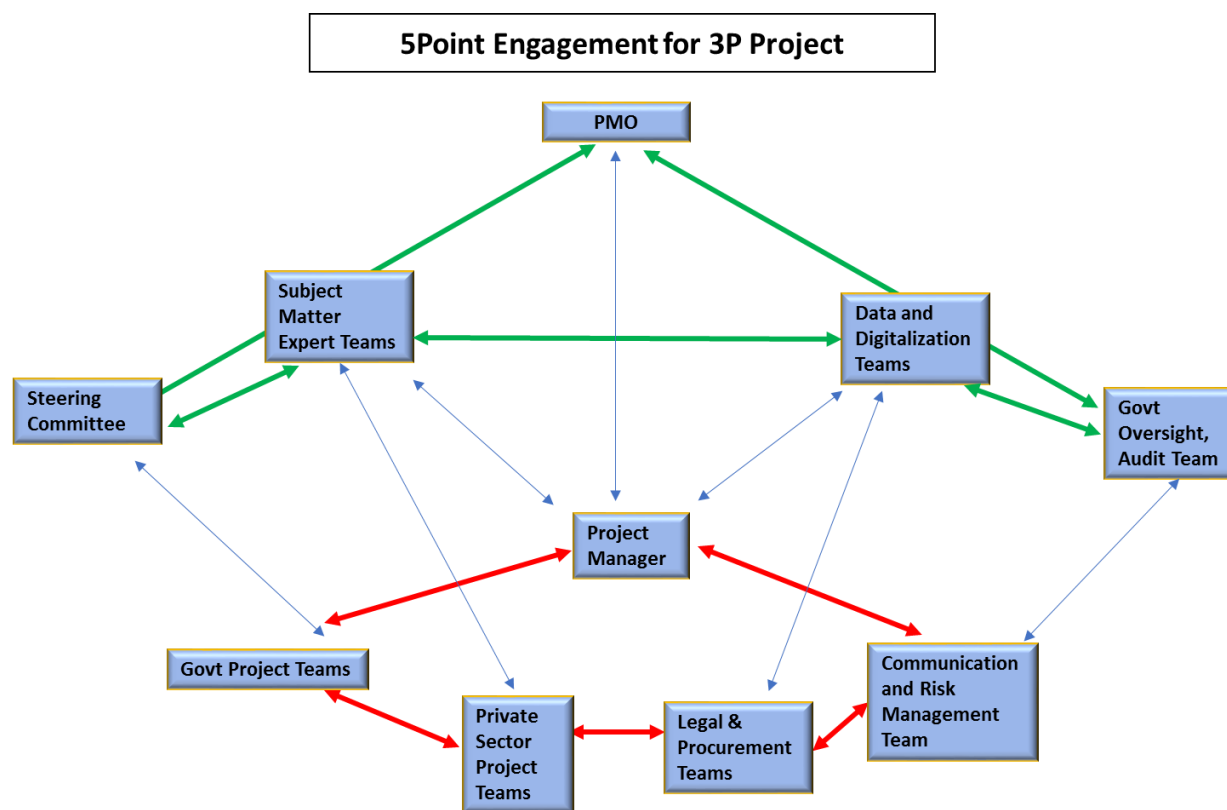 5Point Engagement for 3P Project
PMO
Subject
Matter
Expert Teams
Data and
Digitalization
Teams
Steering
Committee
Govt
Oversight,
Audit Team
Project
Manager
Govt Project Teams
Private
Sector
Project
Teams
Legal &
Procurement
Teams
Communication
and Risk
Management
Team